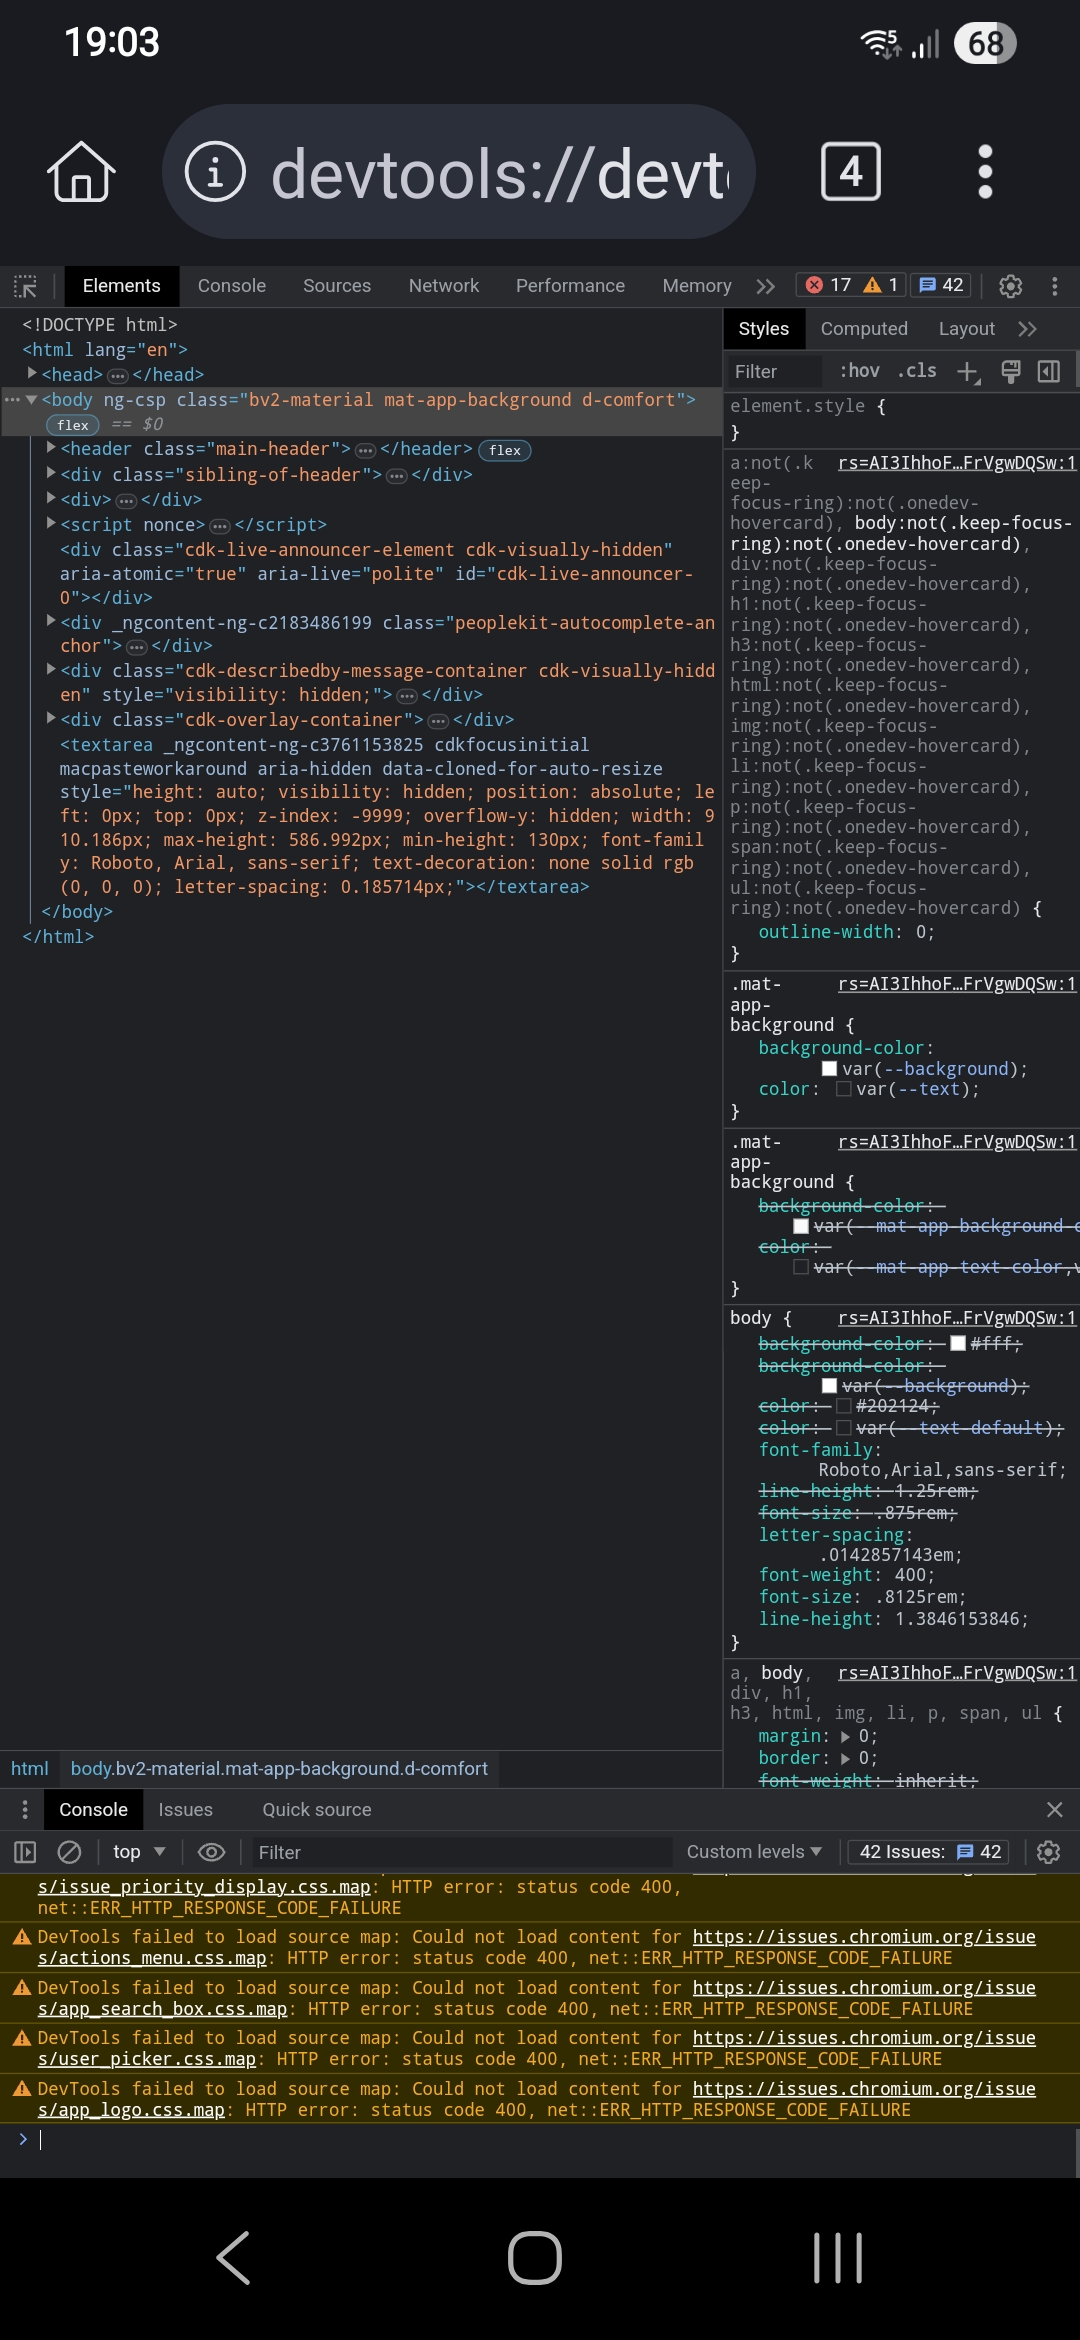 19:03
5
68
devtools://devt
4
Elements
Console
Sources
Network
Performance
Memory
17
1
42
<!DOCTYPE html>
<html lang="en">
<head> ··· </head>
··· <body ng-csp class="bv2-material mat-app-background d-comfort">
flex == $0
<header class="main-header"> ··· </header> flex
<div class="sibling-of-header"> ··· </div>
<div> ··· </div>
<script nonce> ··· </script>
<div class="cdk-live-announcer-element cdk-visually-hidden"
aria-atomic="true" aria-live="polite" id="cdk-live-announcer-
0"></div>
<div _ngcontent-ng-c2183486199 class="peoplekit-autocomplete-an
chor"> ··· </div>
<div class="cdk-describedby-message-container cdk-visually-hidd
en" style="visibility: hidden;"> ··· </div>
<div class="cdk-overlay-container"> ··· </div>
<textarea _ngcontent-ng-c3761153825 cdkfocusinitial
macpasteworkaround aria-hidden data-cloned-for-auto-resize
style="height: auto; visibility: hidden; position: absolute; le
ft: 0px; top: 0px; z-index: -9999; overflow-y: hidden; width: 9
10.186px; max-height: 586.992px; min-height: 130px; font-famil
y: Roboto, Arial, sans-serif; text-decoration: none solid rgb
(0, 0, 0); letter-spacing: 0.185714px;"></textarea>
</body>
</html>
Styles
Computed
Layout
Filter
:hov
.cls
element.style {
}
a:not(.k rs=AI3IhhoF…FrVgwDQSw:1
eep-
focus-ring):not(.onedev-
hovercard), body:not(.keep-focus-
ring):not(.onedev-hovercard),
div:not(.keep-focus-
ring):not(.onedev-hovercard),
h1:not(.keep-focus-
ring):not(.onedev-hovercard),
h3:not(.keep-focus-
ring):not(.onedev-hovercard),
html:not(.keep-focus-
ring):not(.onedev-hovercard),
img:not(.keep-focus-
ring):not(.onedev-hovercard),
li:not(.keep-focus-
ring):not(.onedev-hovercard),
p:not(.keep-focus-
ring):not(.onedev-hovercard),
span:not(.keep-focus-
ring):not(.onedev-hovercard),
ul:not(.keep-focus-
ring):not(.onedev-hovercard) {
outline-width: 0;
}
.mat- rs=AI3IhhoF…FrVgwDQSw:1
app-
background {
background-color:
var(--background);
color: var(--text);
}
.mat- rs=AI3IhhoF…FrVgwDQSw:1
app-
background {
background-color:
var(--mat-app-background-c
color:
var(--mat-app-text-color,v
}
body { rs=AI3IhhoF…FrVgwDQSw:1
background-color: #fff;
background-color:
var(--background);
color: #202124;
color: var(--text-default);
font-family:
Roboto,Arial,sans-serif;
line-height: 1.25rem;
font-size: .875rem;
letter-spacing:
.0142857143em;
font-weight: 400;
font-size: .8125rem;
line-height: 1.3846153846;
}
a, body, rs=AI3IhhoF…FrVgwDQSw:1
div, h1,
h3, html, img, li, p, span, ul {
margin: 0;
border: 0;
font-weight: inherit;
html
body.bv2-material.mat-app-background.d-comfort
Console
Issues
Quick source
top
Filter
Custom levels
42 Issues: 42
s/issue_priority_display.css.map: HTTP error: status code 400,
net::ERR_HTTP_RESPONSE_CODE_FAILURE
DevTools failed to load source map: Could not load content for https://issues.chromium.org/issue
s/actions_menu.css.map: HTTP error: status code 400, net::ERR_HTTP_RESPONSE_CODE_FAILURE
DevTools failed to load source map: Could not load content for https://issues.chromium.org/issue
s/app_search_box.css.map: HTTP error: status code 400, net::ERR_HTTP_RESPONSE_CODE_FAILURE
DevTools failed to load source map: Could not load content for https://issues.chromium.org/issue
s/user_picker.css.map: HTTP error: status code 400, net::ERR_HTTP_RESPONSE_CODE_FAILURE
DevTools failed to load source map: Could not load content for https://issues.chromium.org/issue
s/app_logo.css.map: HTTP error: status code 400, net::ERR_HTTP_RESPONSE_CODE_FAILURE